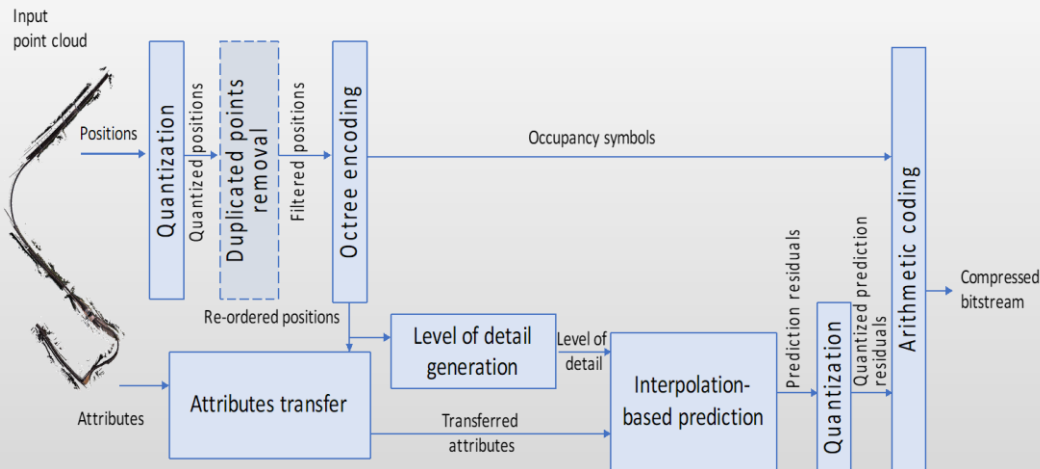 Input
point cloud
Positions
Quantization
Quantized positions
Duplicated points
removal
Filtered positions
Octree encoding
Occupancy symbols
Arithmetic coding
Compressed
bitstream
Re-ordered positions
Level of detail
generation
Level of
detail
Attributes
Attributes transfer
Transferred
attributes
Interpolation-
based prediction
Prediction residuals
Quantization
Quantized prediction
residuals